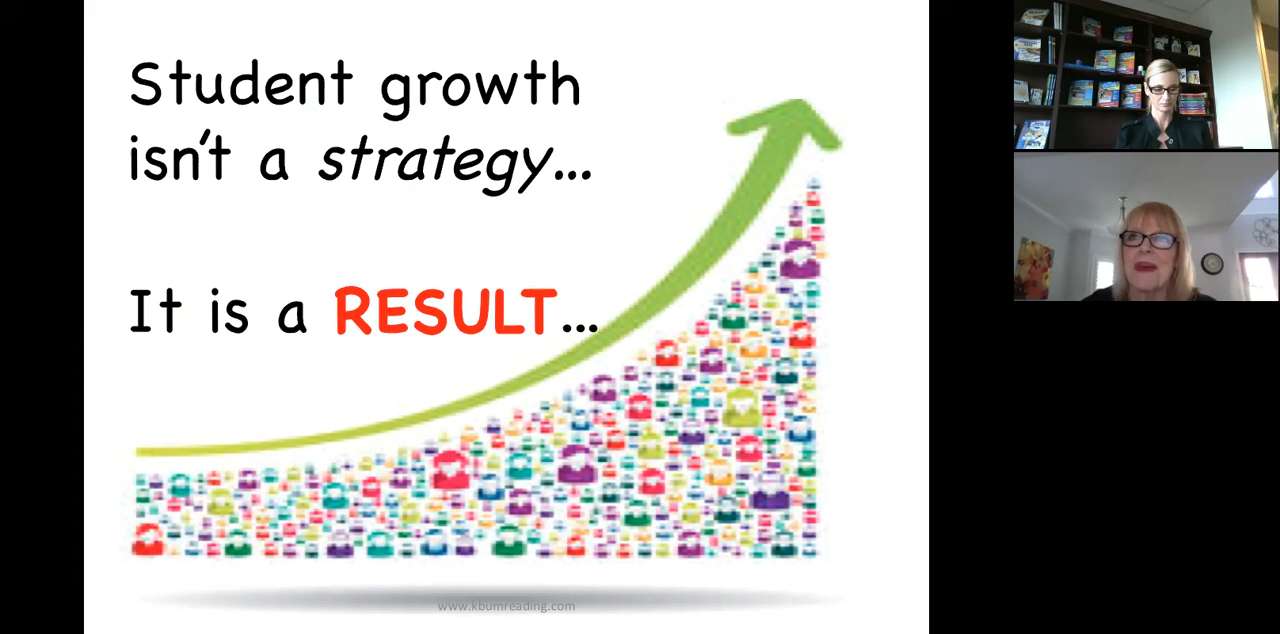 Student growth
isn't a strategy...
It is a RESULT...
www.kbumreading.com